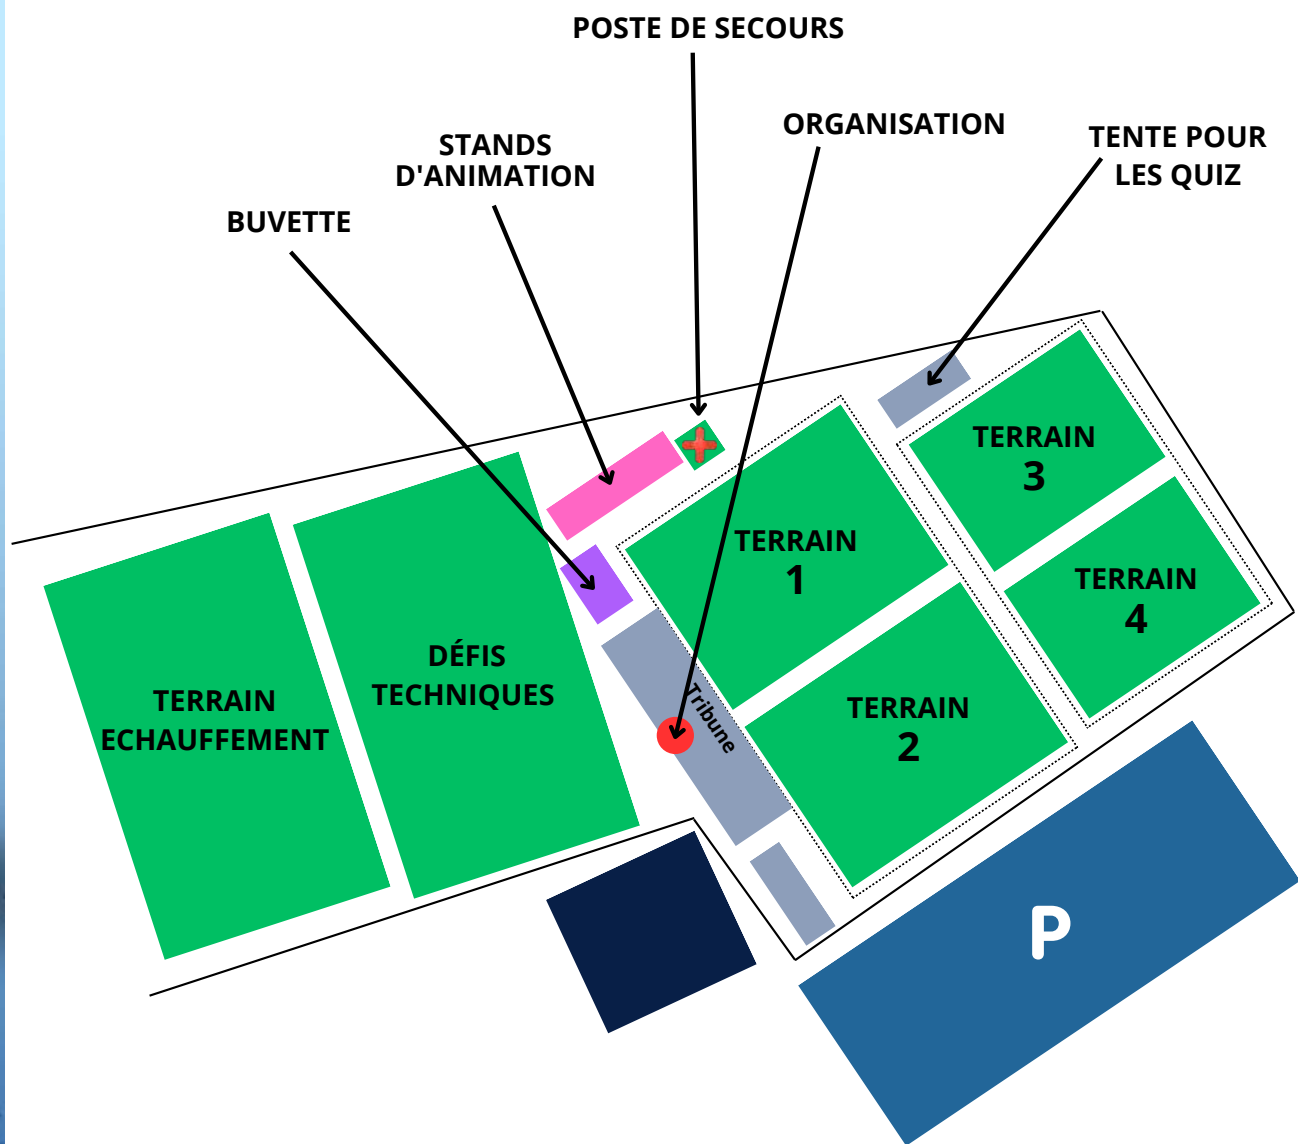 POSTE DE SECOURS
ORGANISATION
TENTE POUR
LES QUIZ
STANDS
D'ANIMATION
BUVETTE
TERRAIN
3
TERRAIN
1
TERRAIN
4
DÉFIS
TECHNIQUES
TERRAIN
ECHAUFFEMENT
Tribune
TERRAIN
2
P